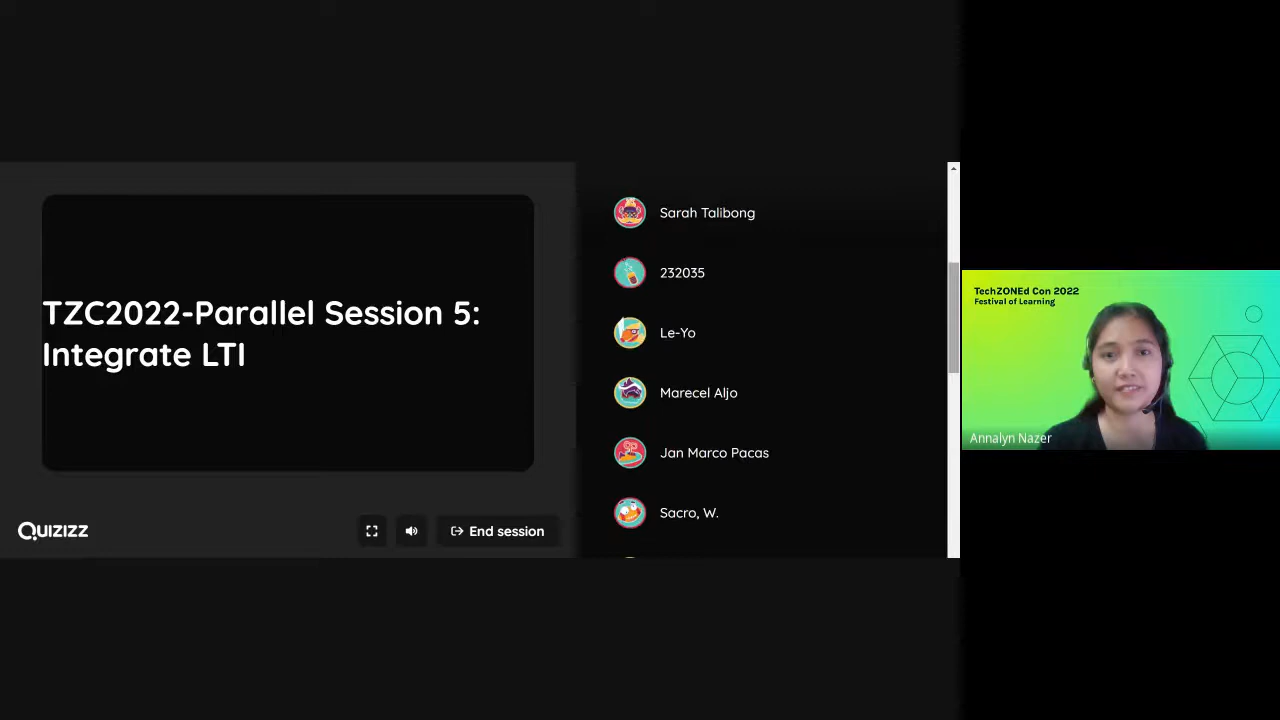 TZC2022-Parallel Session 5:
Integrate LTI
Quizizz
End session
Sarah Talibong
232035
Le-Yo
Marecel Aljo
Jan Marco Pacas
Sacro, W.
TechZONEd Con 2022
Festival of Learning
Annalyn Nazer